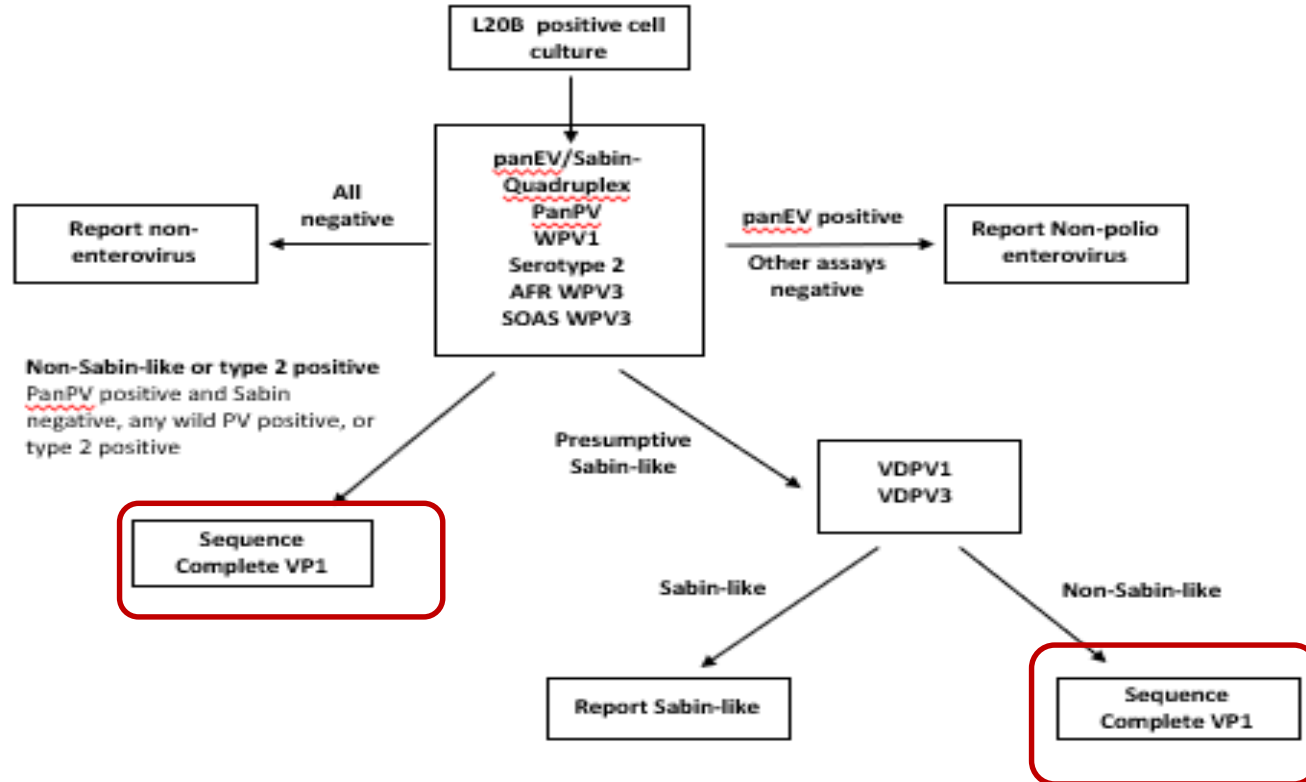 L20B positive cell
culture
panEV/Sabin-
Quadruplex
PanPV
WPV1
Serotype 2
AFR WPV3
SOAS WPV3
All
negative
Report non-
enterovirus
panEV positive
Other assays
negative
Report Non-polio
enterovirus
Non-Sabin-like or type 2 positive
PanPV positive and Sabin
negative, any wild PV positive, or
type 2 positive
Presumptive
Sabin-like
VDPV1
VDPV3
Sequence
Complete VP1
Sabin-like
Non-Sabin-like
Report Sabin-like
Sequence
Complete VP1